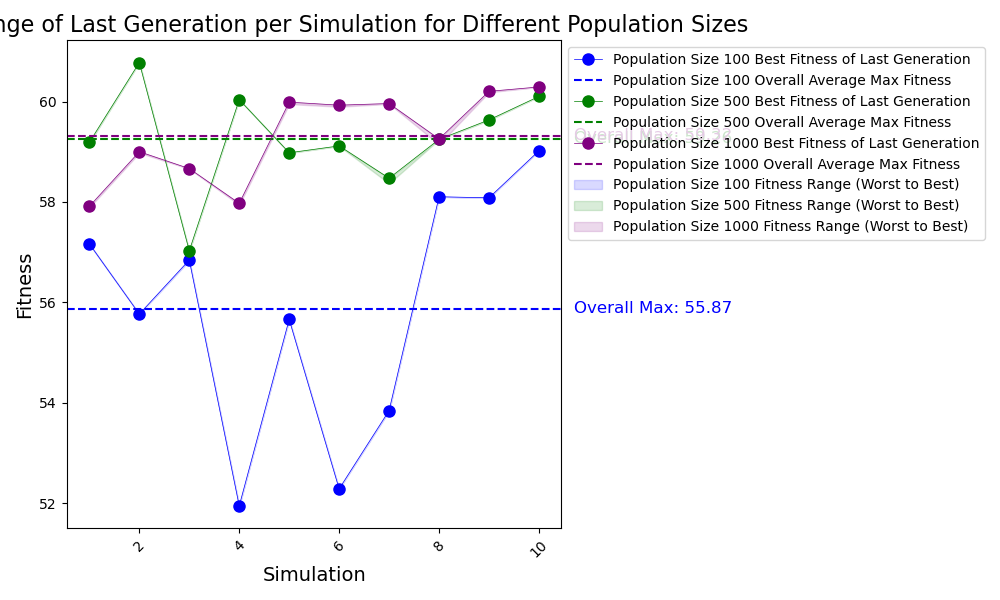 nge of Last Generation per Simulation for Different Population Sizes
Fitness
60
58
56
54
52
2
4
6
8
10
Simulation
Population Size 100 Best Fitness of Last Generation
Population Size 100 Overall Average Max Fitness
Population Size 500 Best Fitness of Last Generation
Population Size 500 Overall Average Max Fitness
Population Size 1000 Best Fitness of Last Generation
Population Size 1000 Overall Average Max Fitness
Population Size 100 Fitness Range (Worst to Best)
Population Size 500 Fitness Range (Worst to Best)
Population Size 1000 Fitness Range (Worst to Best)
Overall Max:
Overall Max: 55.87